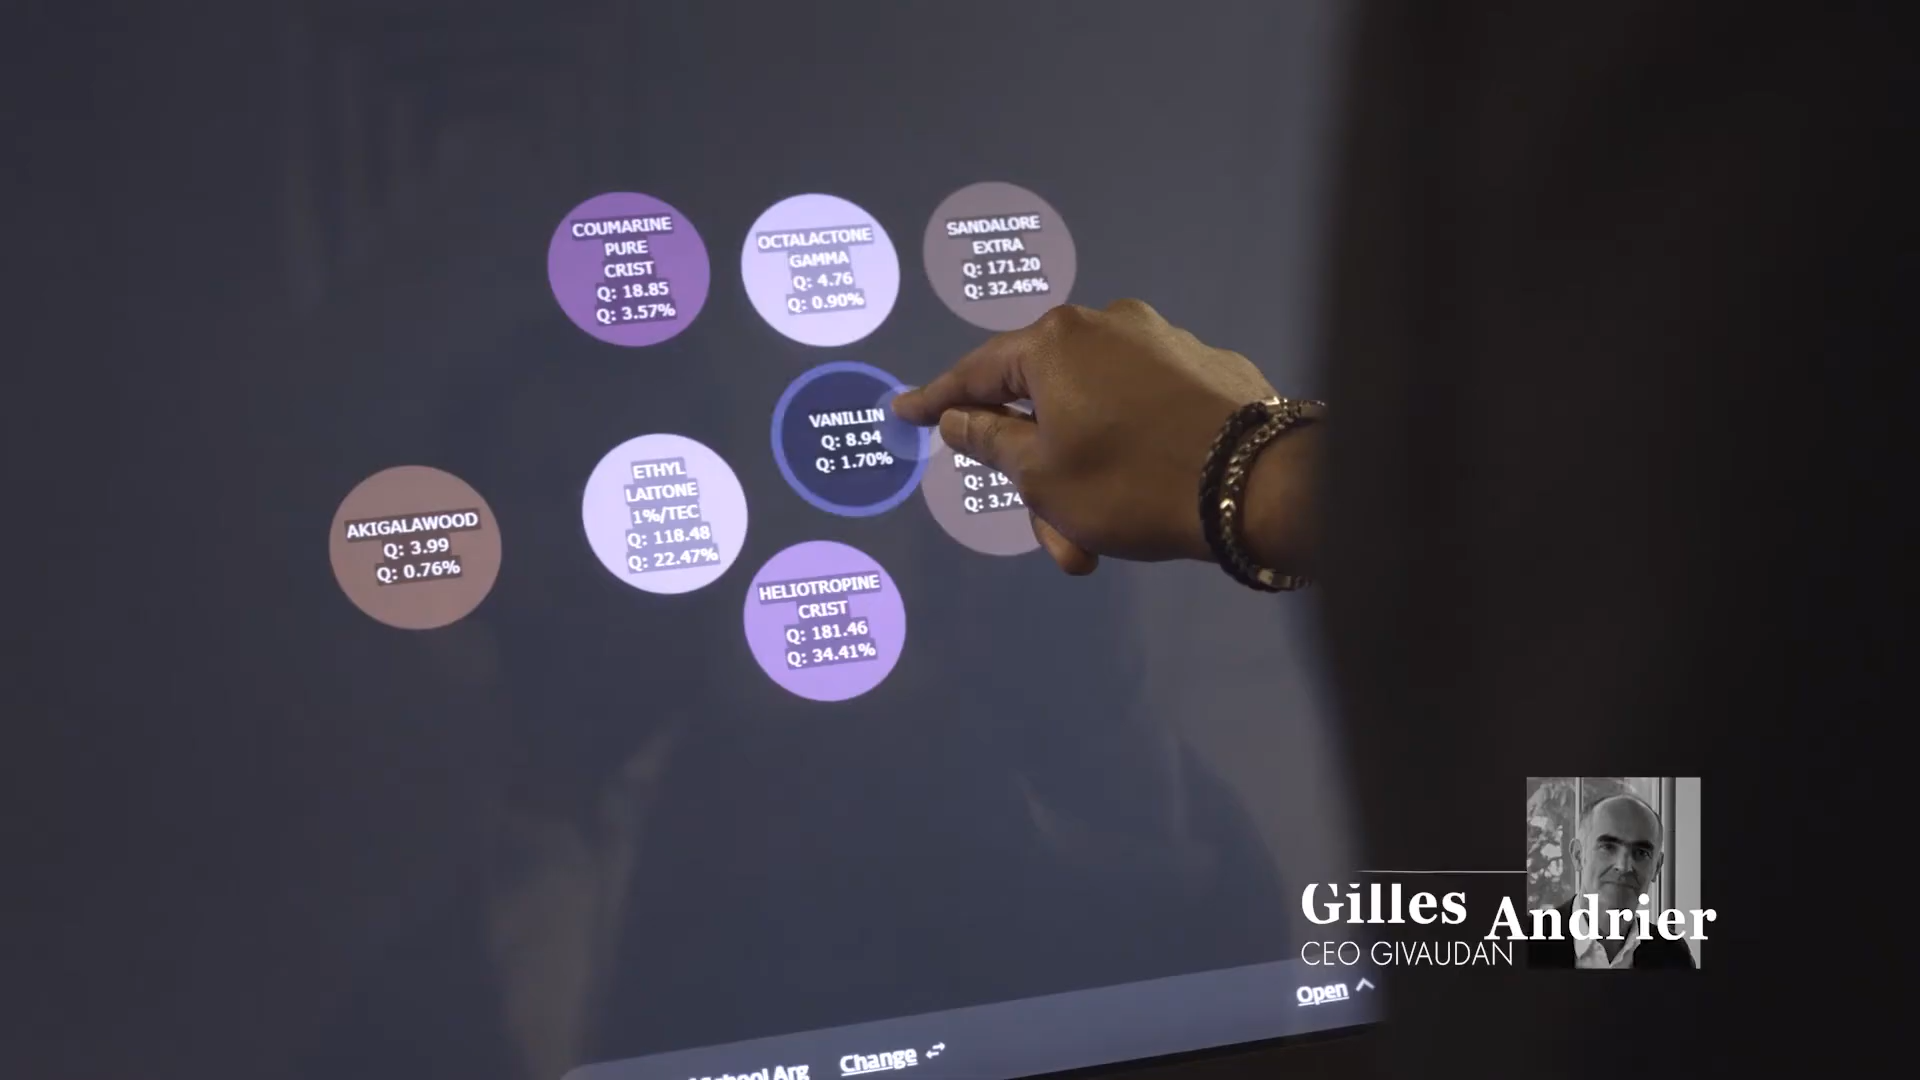 COUMARINE
PURE
CRIST
Q: 18.85
Q: 3.57%
OCTALACTONE
GAMMA
Q: 4.76
Q: 0.90%
SANDALORE
EXTRA
Q: 171.20
Q: 32.46%
VANILLIN
Q: 8.94
Q: 1.70%
Q: 3.74
ETHYL
LAITONE
1%/TEC
Q: 118.48
Q: 22.47%
AKIGALAWOOD
Q: 3.99
Q: 0.76%
HELIOTROPINE
CRIST
Q: 181.46
Q: 34.41%
Gilles Andrier
CEO GIVAUDAN
Open
Change